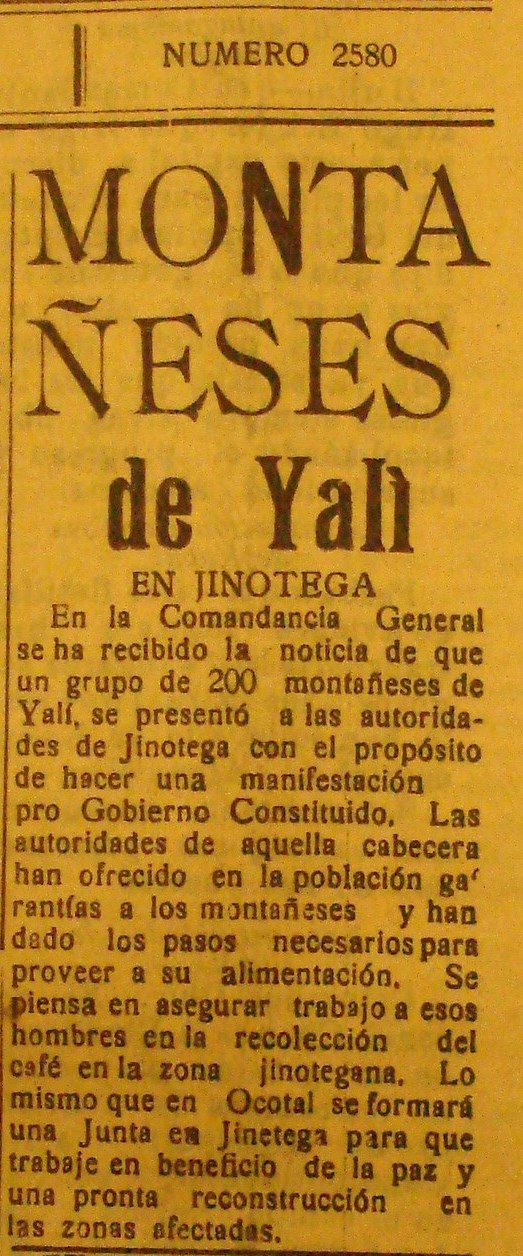 NUMERO 2580
MONTA
ÑESES
de Yalì
EN JINOTEGA
En la Comandancia General
se ha recibido la noticia de que
un grupo de 200 montañeses de
Yalí, se presentó a las autorida-
des de Jinotega con el propósito
de hacer una manifestación
pro Gobierno Constituido. Las
autoridades de aquella cabecera
han ofrecido en la población ga-
rantías a los montañeses y han
dado los pasos necesarios para
proveer a su alimentación. Se
piensa en asegurar trabajo a esos
hombres en la recolección del
café en la zona jinotegana. Lo
mismo que en Ocotal se formará
una Junta en Jinetega para que
trabaje en beneficio de la paz y
una pronta reconstrucción en
las zonas afectadas.